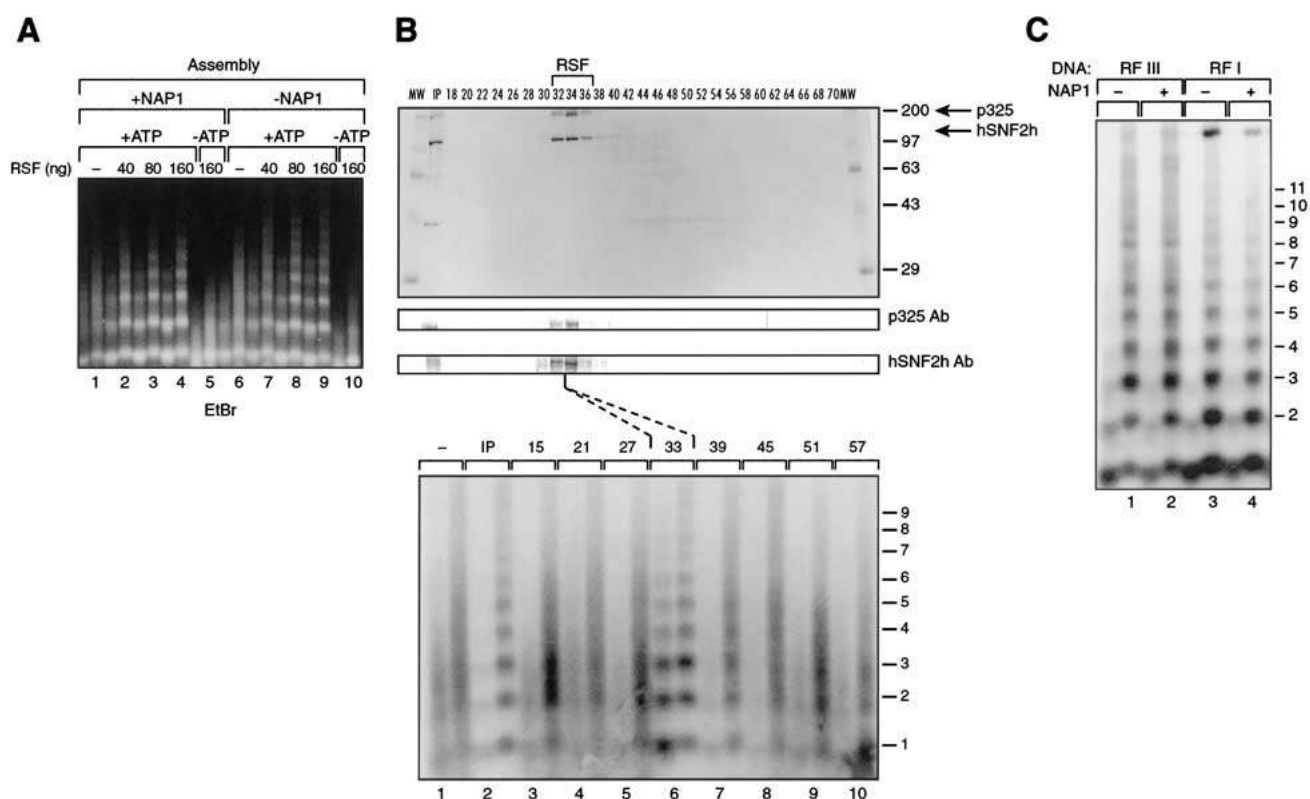 A
Assembly
+NAP1 -NAP1
+ATP -ATP +ATP -ATP
RSF (ng) – 40 80 160 160 – 40 80 160 160
1 2 3 4 5 6 7 8 9 10
EtBr
B
RSF
MW IP 18 20 22 24 26 28 30 32 34 36 38 40 42 44 46 48 50 52 54 56 58 60 62 64 66 68 70 MW
200 p325
hSNF2h
97
63
43
29
p325 Ab
hSNF2h Ab
– IP 15 21 27 33 39 45 51 57
9
8
7
6
5
4
3
2
1
1 2 3 4 5 6 7 8 9 10
C
DNA: RF III RF I
NAP1 – + – +
11
10
9
8
7
6
5
4
3
2
1 2 3 4